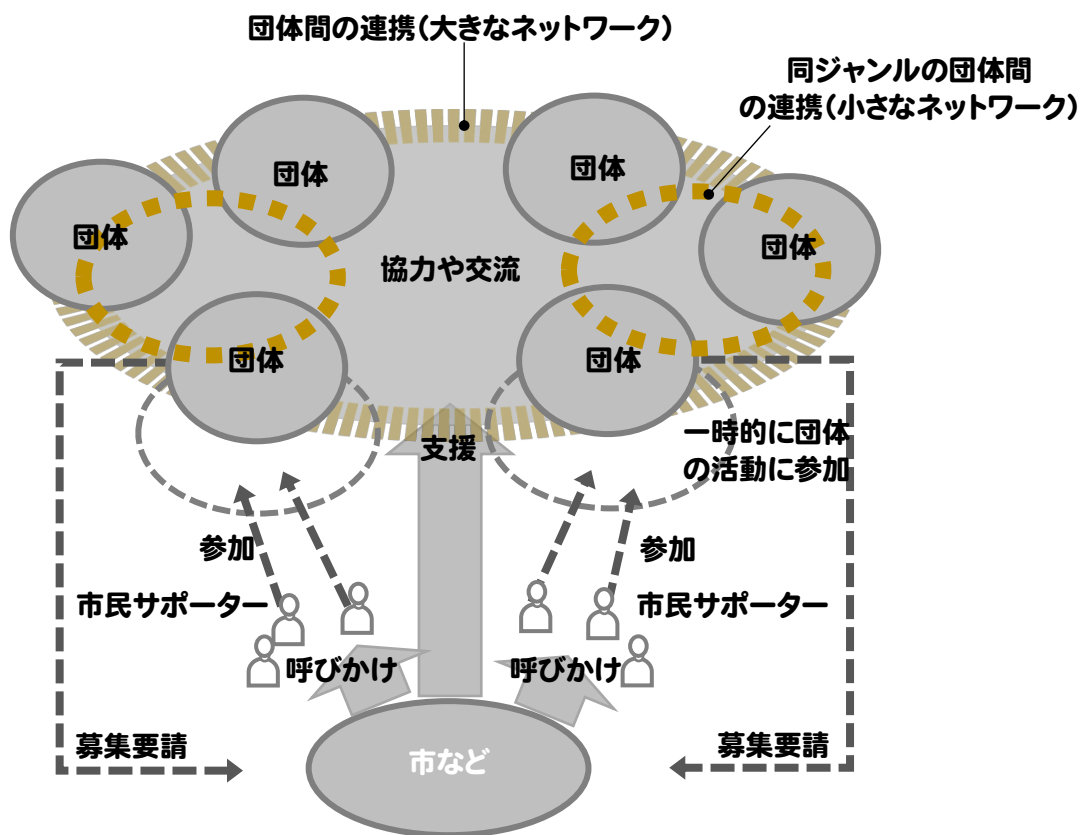 団体間の連携（大きなネットワーク）
同ジャンルの団体間
の連携（小さなネットワーク）
団体
団体
団体
団体
協力や交流
団体
団体
支援
一時的に団体
の活動に参加
参加
参加
市民サポーター
市民サポーター
呼びかけ
呼びかけ
募集要請
募集要請
市など